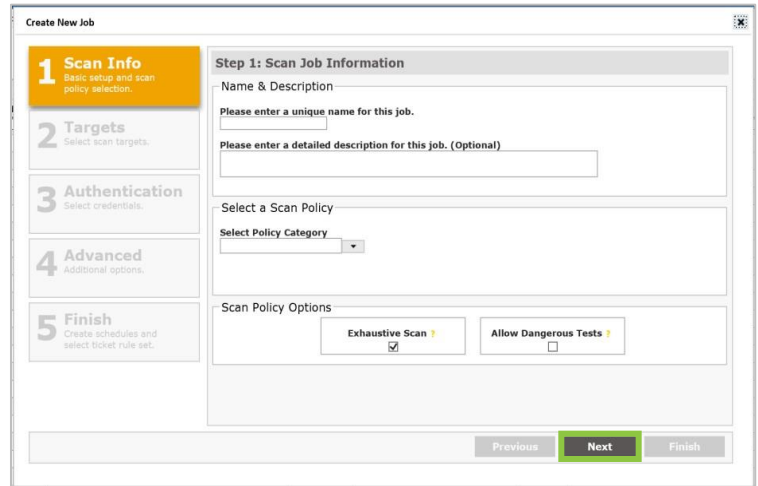 Create New Job
1 Scan Info
Basic setup and scan
policy selection.
2 Targets
Select scan targets.
3 Authentication
Select credentials.
4 Advanced
Additional options.
5 Finish
Create schedules and
select ticket rule set.
Step 1: Scan Job Information
Name & Description
Please enter a unique name for this job.
Please enter a detailed description for this job. (Optional)
Select a Scan Policy
Select Policy Category
Scan Policy Options
Exhaustive Scan ?
Allow Dangerous Tests ?
Previous
Next
Finish